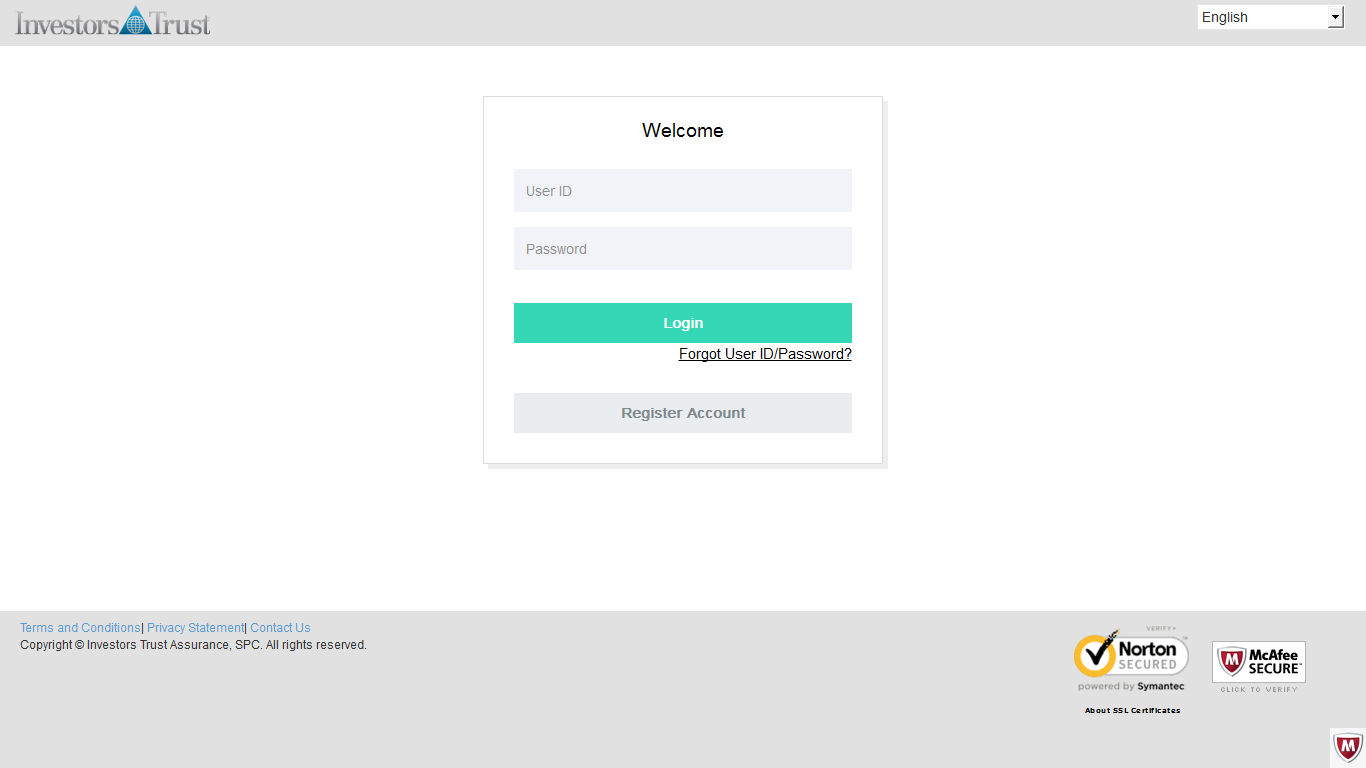 Investors Trust
English
Welcome
User ID
Password
Login
Forgot User ID/Password?
Register Account
Terms and Conditions| Privacy Statement| Contact Us
Copyright © Investors Trust Assurance, SPC. All rights reserved.
VERIFY
Norton
SECURED
powered by Symantec
About SSL Certificates
McAfee
SECURE™
CLICK TO VERIFY
M